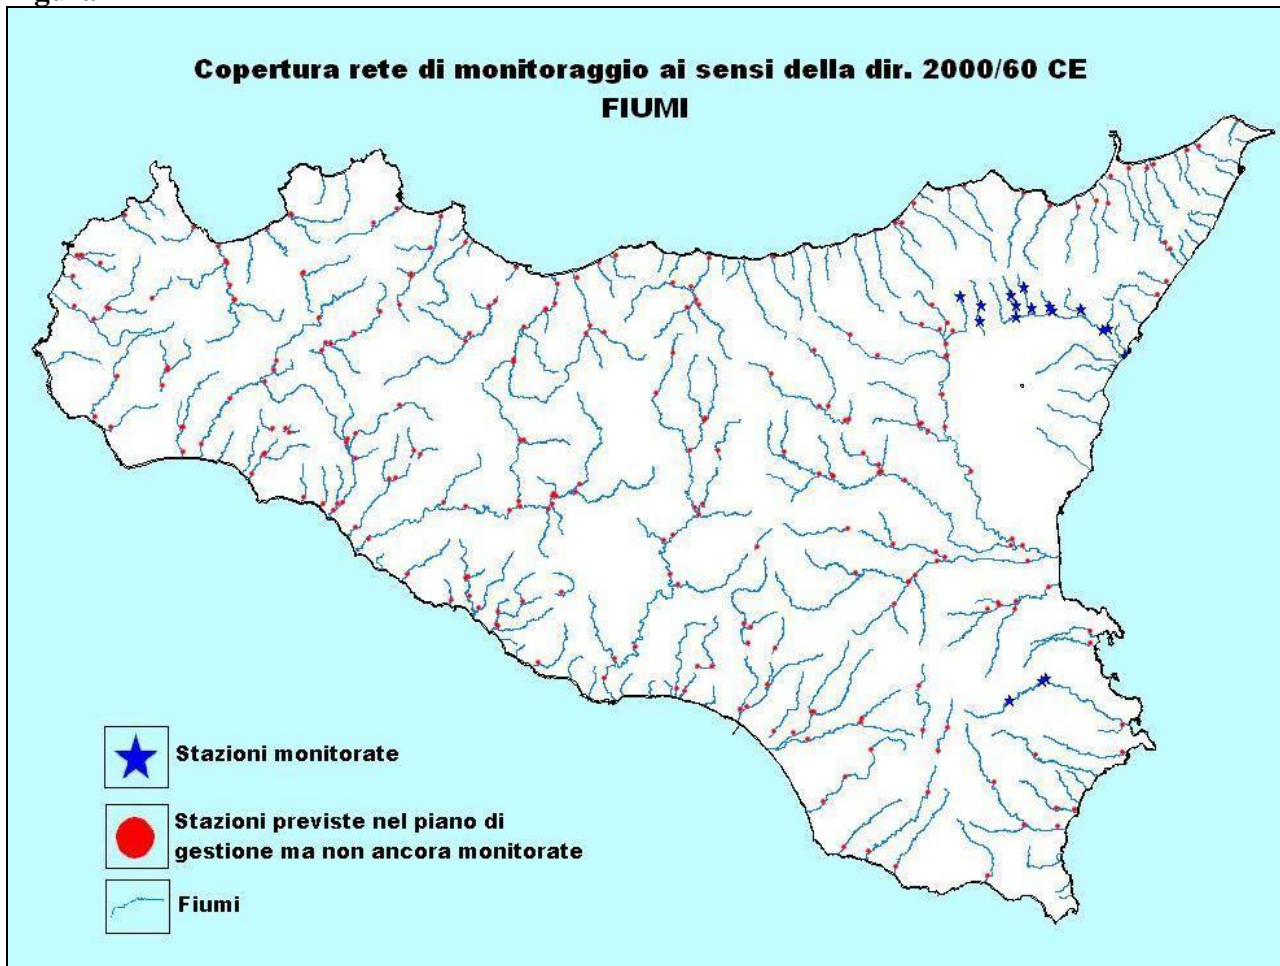 Copertura rete di monitoraggio ai sensi della dir. 2000/60 CE
FIUMI
Stazioni monitorate
Stazioni previste nel piano di
gestione ma non ancora monitorate
Fiumi